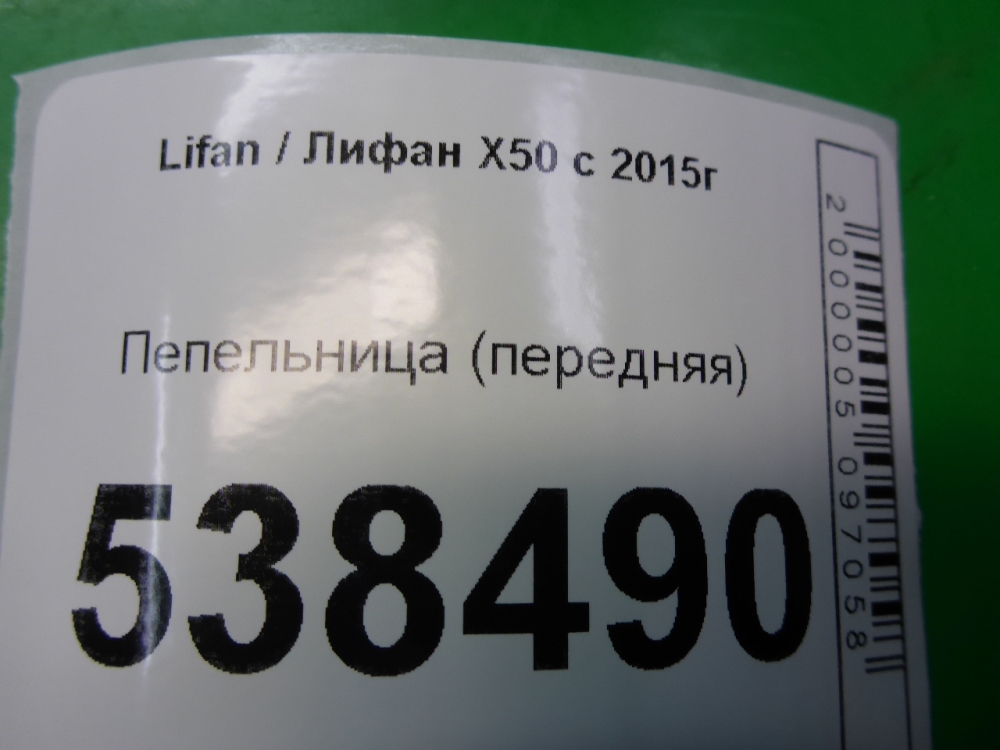 Lifan / Лифан X50 с 2015г
Пепельница (передняя)
538490
2000005097058